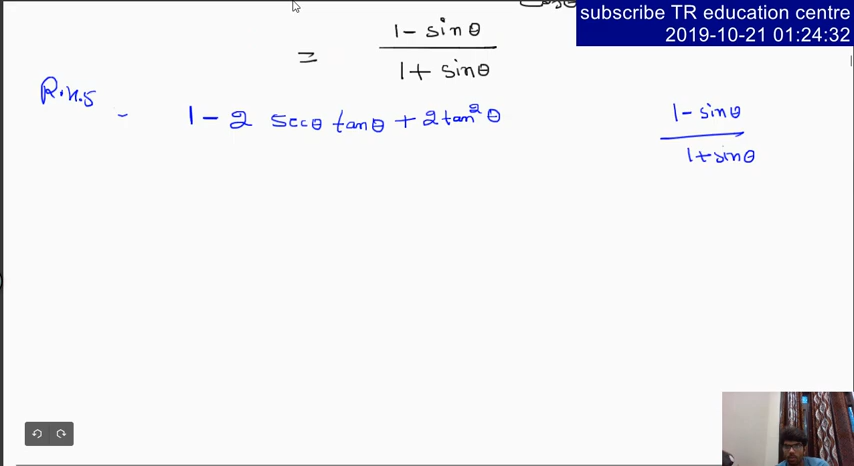 subscribe TR education centre
2019-10-21 01:24:32
= 1 - sinθ
1 + sinθ
R.H.S
- 1 - 2 secθ tanθ + 2tan²θ
1 - sinθ
1 + sinθ